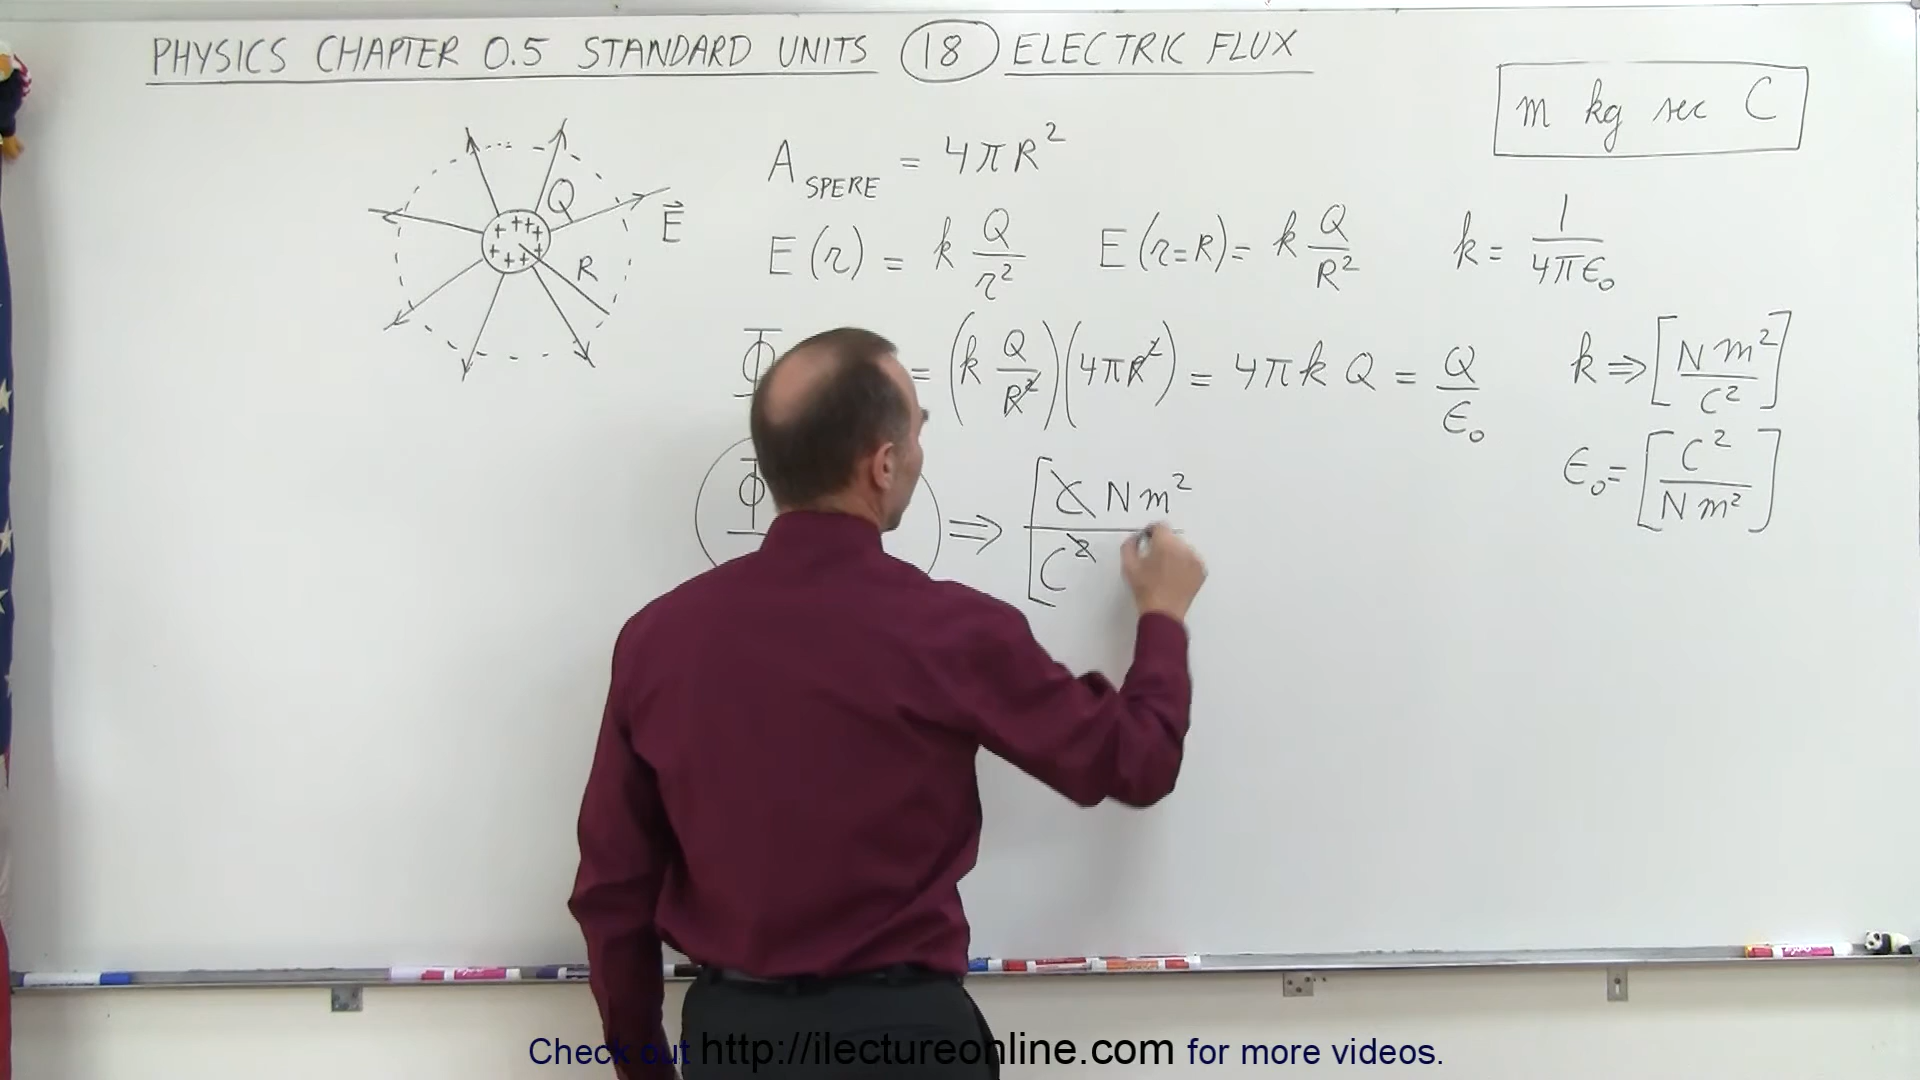 PHYSICS CHAPTER 0.5 STANDARD UNITS 18 ELECTRIC FLUX
m kg sec C
A SPERE = 4πR²
Q
E⃗
R
E(r) = k Q/r² E(r=R) = k Q/R² k = 1/4πϵ₀
Φ = (k Q/R²)(4πR²) = 4πk Q = Q/ϵ₀ k ⇒ [N m²/C²]
Φ ⇒ [C N m²/C² ϵ₀ = [C²/N m²]
Check out http://ilectureonline.com for more videos.